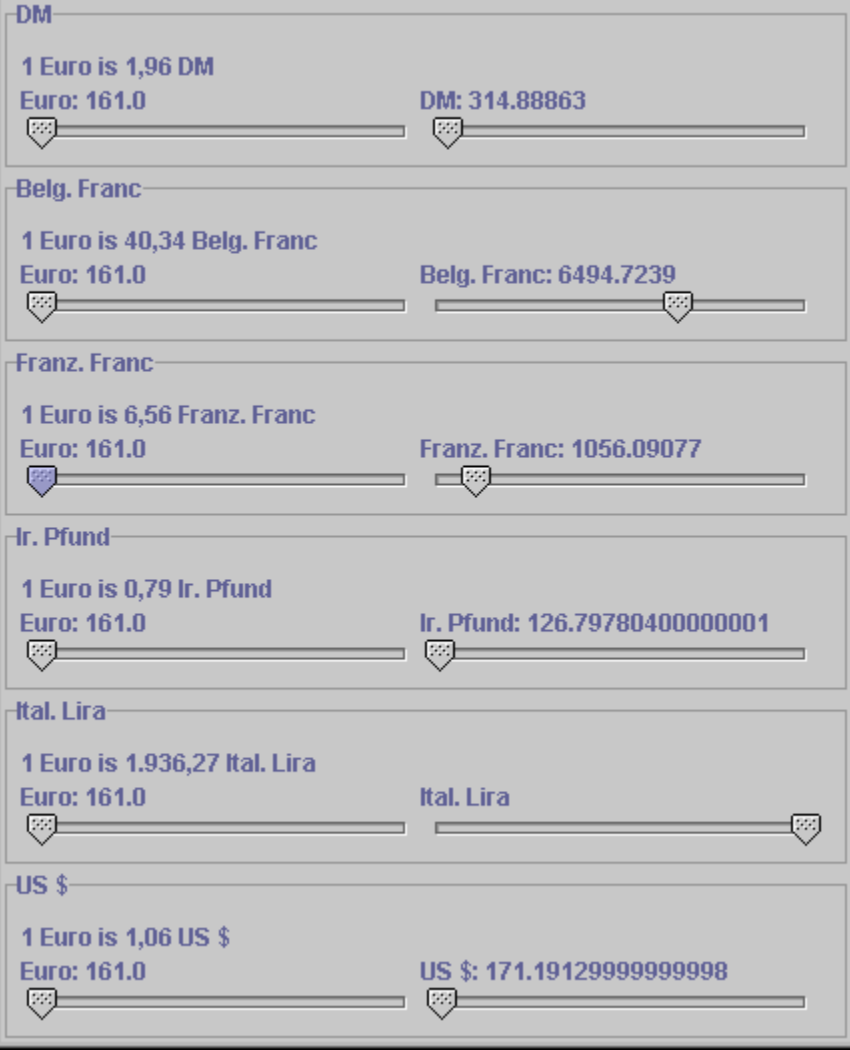 DM
1 Euro is 1,96 DM
Euro: 161.0 DM: 314.88863
Belg. Franc
1 Euro is 40,34 Belg. Franc
Euro: 161.0 Belg. Franc: 6494.7239
Franz. Franc
1 Euro is 6,56 Franz. Franc
Euro: 161.0 Franz. Franc: 1056.09077
Ir. Pfund
1 Euro is 0,79 Ir. Pfund
Euro: 161.0 Ir. Pfund: 126.79780400000001
Ital. Lira
1 Euro is 1.936,27 Ital. Lira
Euro: 161.0 Ital. Lira
US $
1 Euro is 1,06 US $
Euro: 161.0 US $: 171.19129999999998